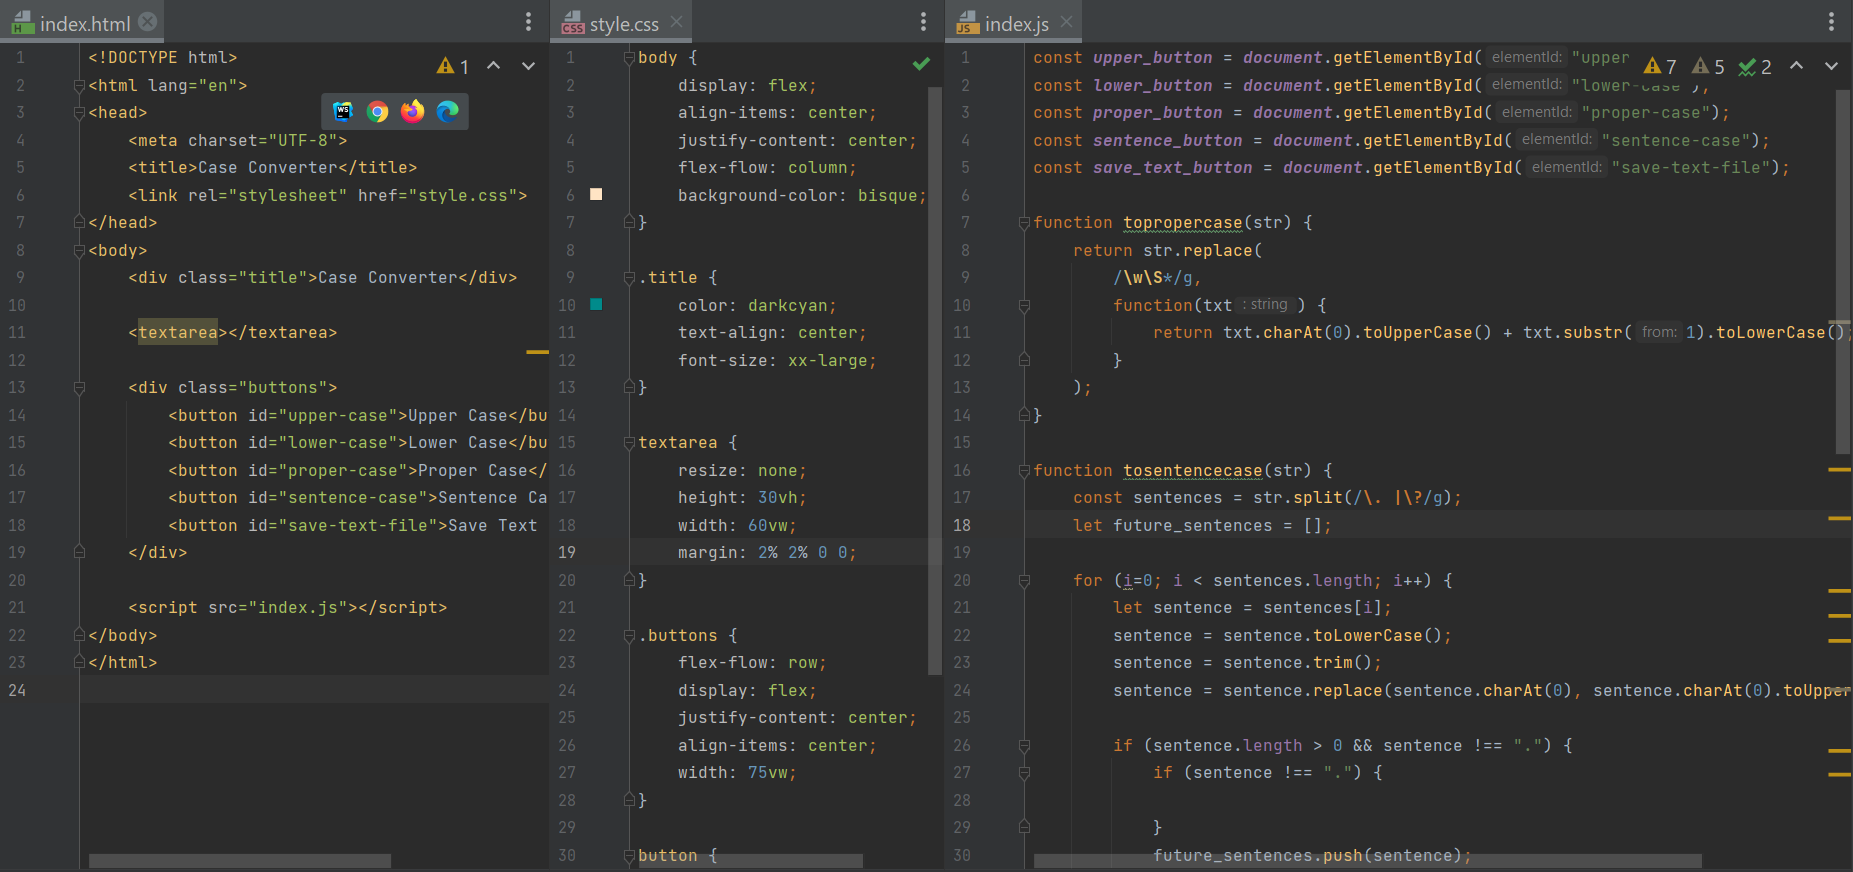 index.html
1 <!DOCTYPE html>
2 <html lang="en">
3 <head>
4 <meta charset="UTF-8">
5 <title>Case Converter</title>
6 <link rel="stylesheet" href="style.css">
7 </head>
8 <body>
9 <div class="title">Case Converter</div>
10
11 <textarea></textarea>
12
13 <div class="buttons">
14 <button id="upper-case">Upper Case</bu
15 <button id="lower-case">Lower Case</bu
16 <button id="proper-case">Proper Case</
17 <button id="sentence-case">Sentence Ca
18 <button id="save-text-file">Save Text
19 </div>
20
21 <script src="index.js"></script>
22 </body>
23 </html>
24
1
WS
style.css
1 body {
2 display: flex;
3 align-items: center;
4 justify-content: center;
5 flex-flow: column;
6 background-color: bisque;
7 }
8
9 .title {
10 color: darkcyan;
11 text-align: center;
12 font-size: xx-large;
13 }
14
15 textarea {
16 resize: none;
17 height: 30vh;
18 width: 60vw;
19 margin: 2% 2% 0 0;
20 }
21
22 .buttons {
23 flex-flow: row;
24 display: flex;
25 justify-content: center;
26 align-items: center;
27 width: 75vw;
28 }
29
30 button {
index.js
1 const upper_button = document.getElementById( elementId: "upper
7 5 2
2 const lower_button = document.getElementById( elementId: "lower-case");
3 const proper_button = document.getElementById( elementId: "proper-case");
4 const sentence_button = document.getElementById( elementId: "sentence-case");
5 const save_text_button = document.getElementById( elementId: "save-text-file");
6
7 function topropercase(str) {
8 return str.replace(
9 /\w\S*/g,
10 function(txt : string ) {
11 return txt.charAt(0).toUpperCase() + txt.substr( from: 1).toLowerCase();
12 }
13 );
14 }
15
16 function tosentencecase(str) {
17 const sentences = str.split(/\. |\?/g);
18 let future_sentences = [];
19
20 for (i=0; i < sentences.length; i++) {
21 let sentence = sentences[i];
22 sentence = sentence.toLowerCase();
23 sentence = sentence.trim();
24 sentence = sentence.replace(sentence.charAt(0), sentence.charAt(0).toUpper
25
26 if (sentence.length > 0 && sentence !== ".") {
27 if (sentence !== ".") {
28
29 }
30 future_sentences.push(sentence);